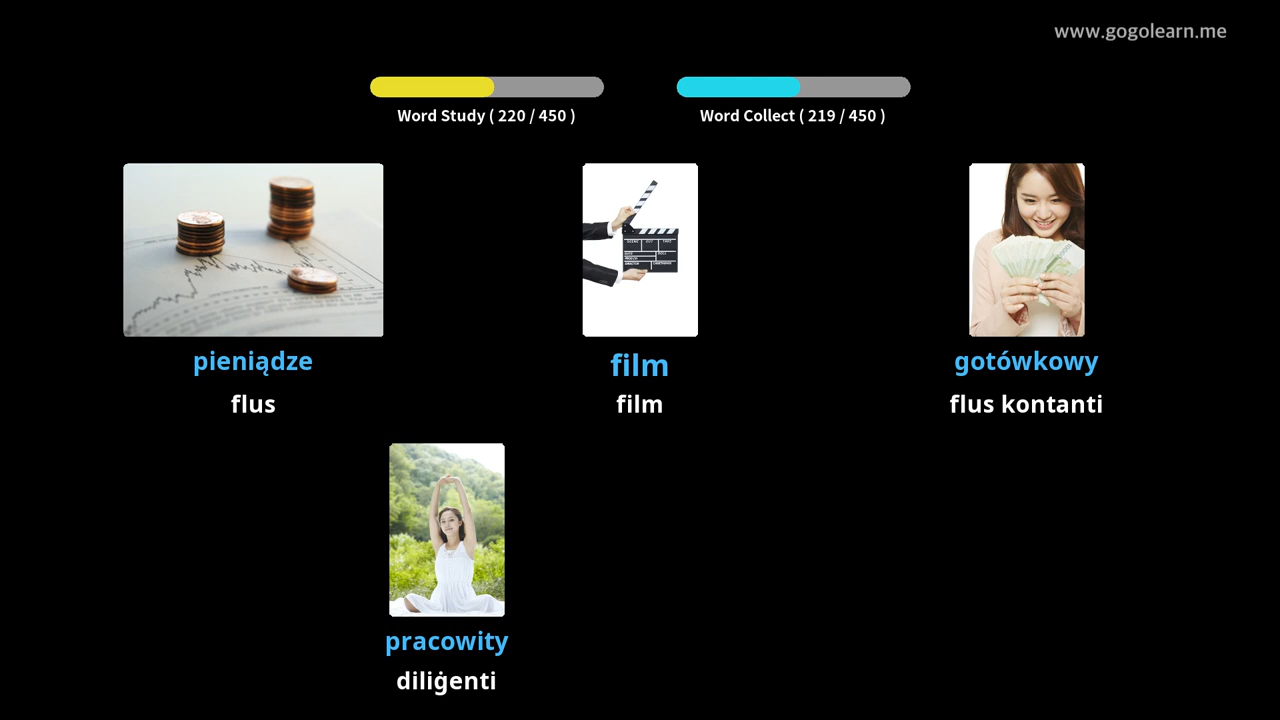 www.gogolearn.me
Word Study ( 220 / 450 )
Word Collect ( 219 / 450 )
pieniądze
film
gotówkowy
flus
film
flus kontanti
pracowity
diliġenti